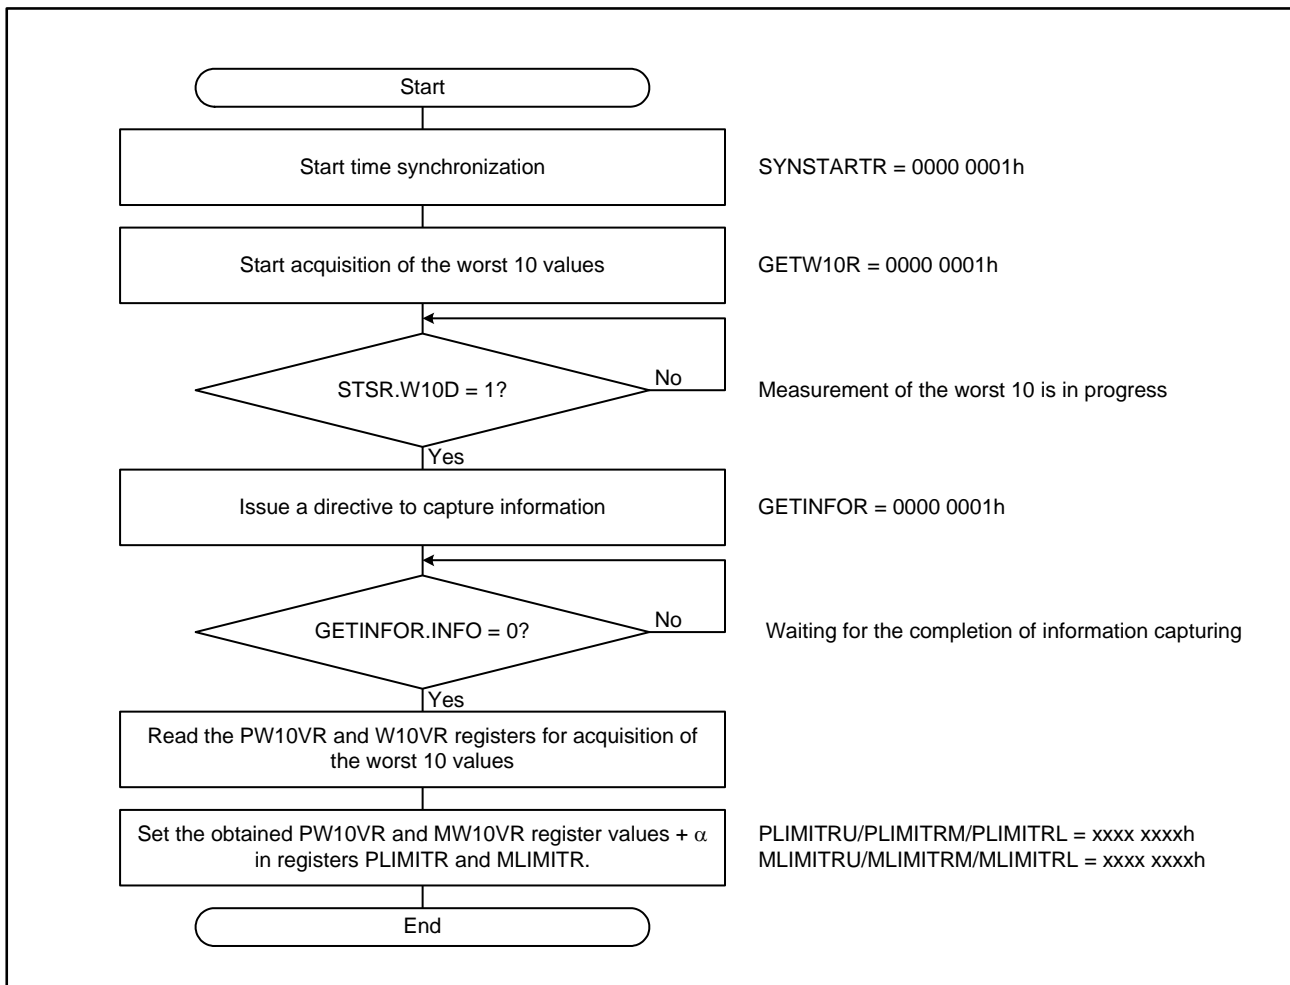 Start
Start time synchronization
SYNSTARTR = 0000 0001h
Start acquisition of the worst 10 values
GETW10R = 0000 0001h
STSR.W10D = 1?
No
Measurement of the worst 10 is in progress
Yes
Issue a directive to capture information
GETINFOR = 0000 0001h
GETINFOR.INFO = 0?
No
Waiting for the completion of information capturing
Yes
Read the PW10VR and W10VR registers for acquisition of
the worst 10 values
Set the obtained PW10VR and MW10VR register values + α
in registers PLIMITR and MLIMITR.
PLIMITRU/PLIMITRM/PLIMITRL = xxxx xxxxh
MLIMITRU/MLIMITRM/MLIMITRL = xxxx xxxxh
End